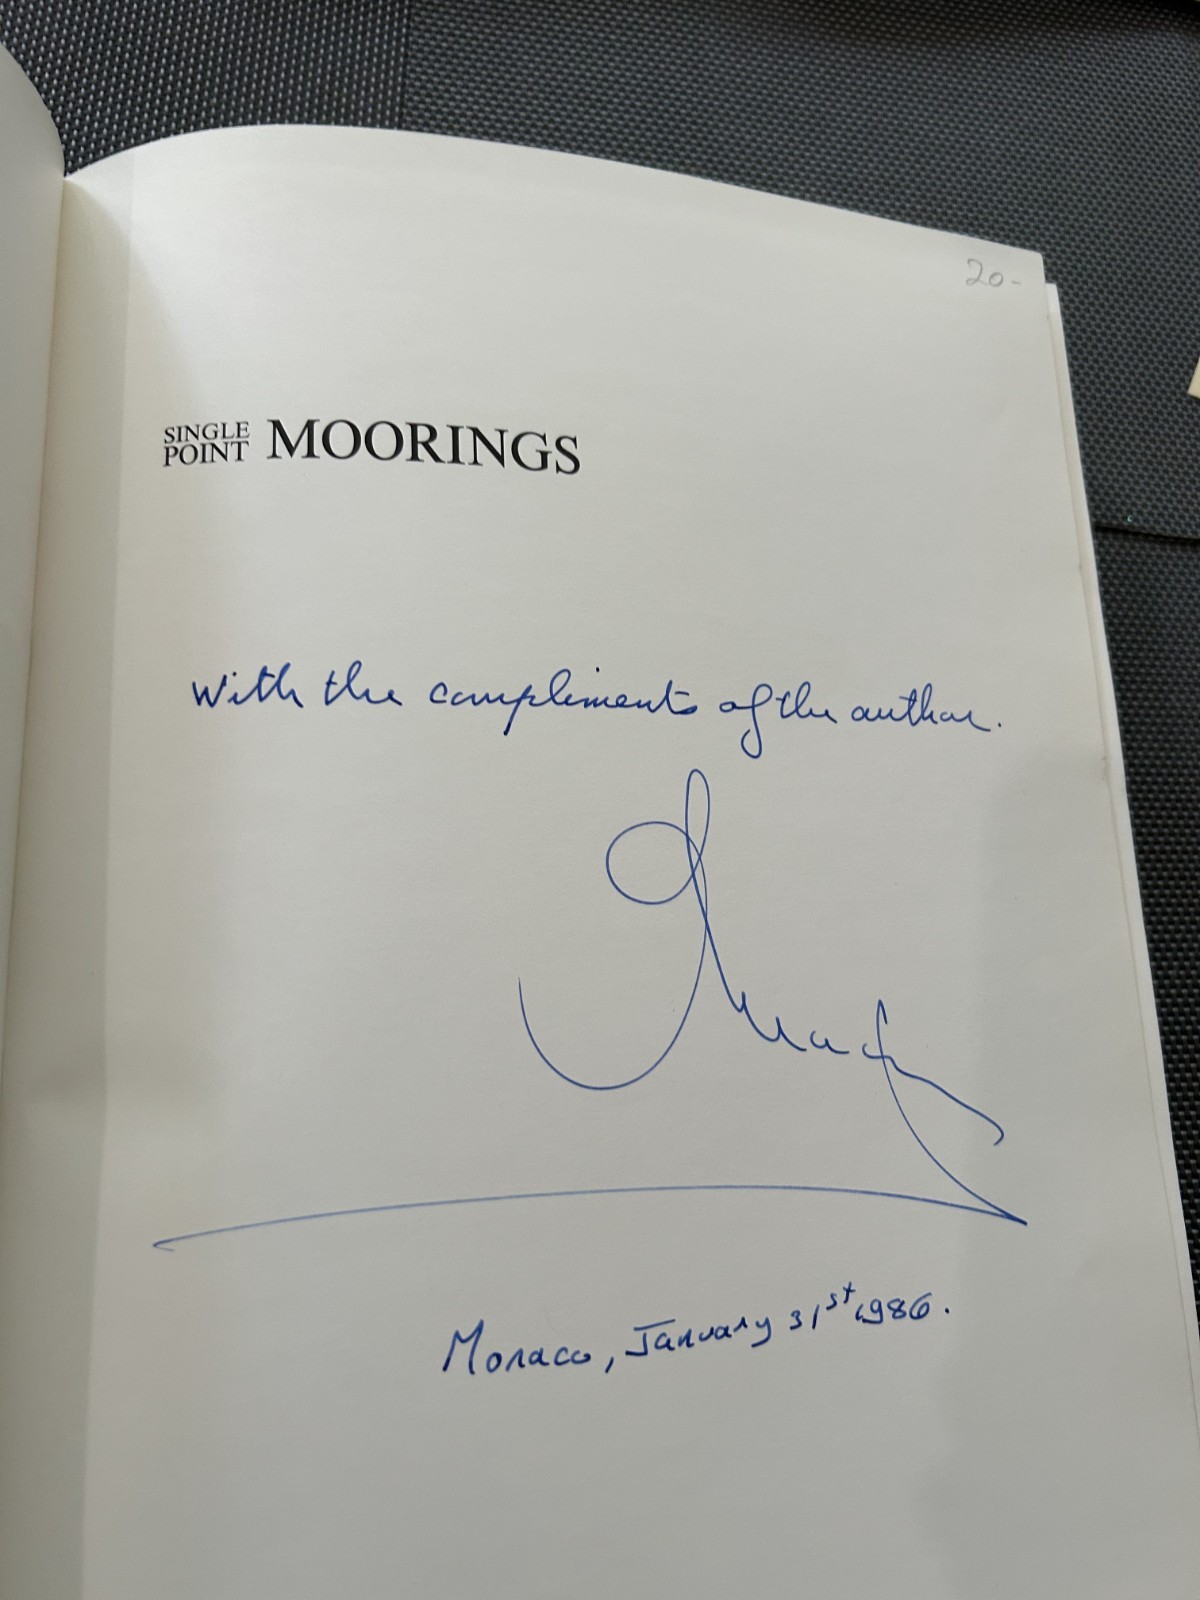 20-
SINGLE
POINT MOORINGS
With the compliments of the author.
Monaco, January 31st 1986.